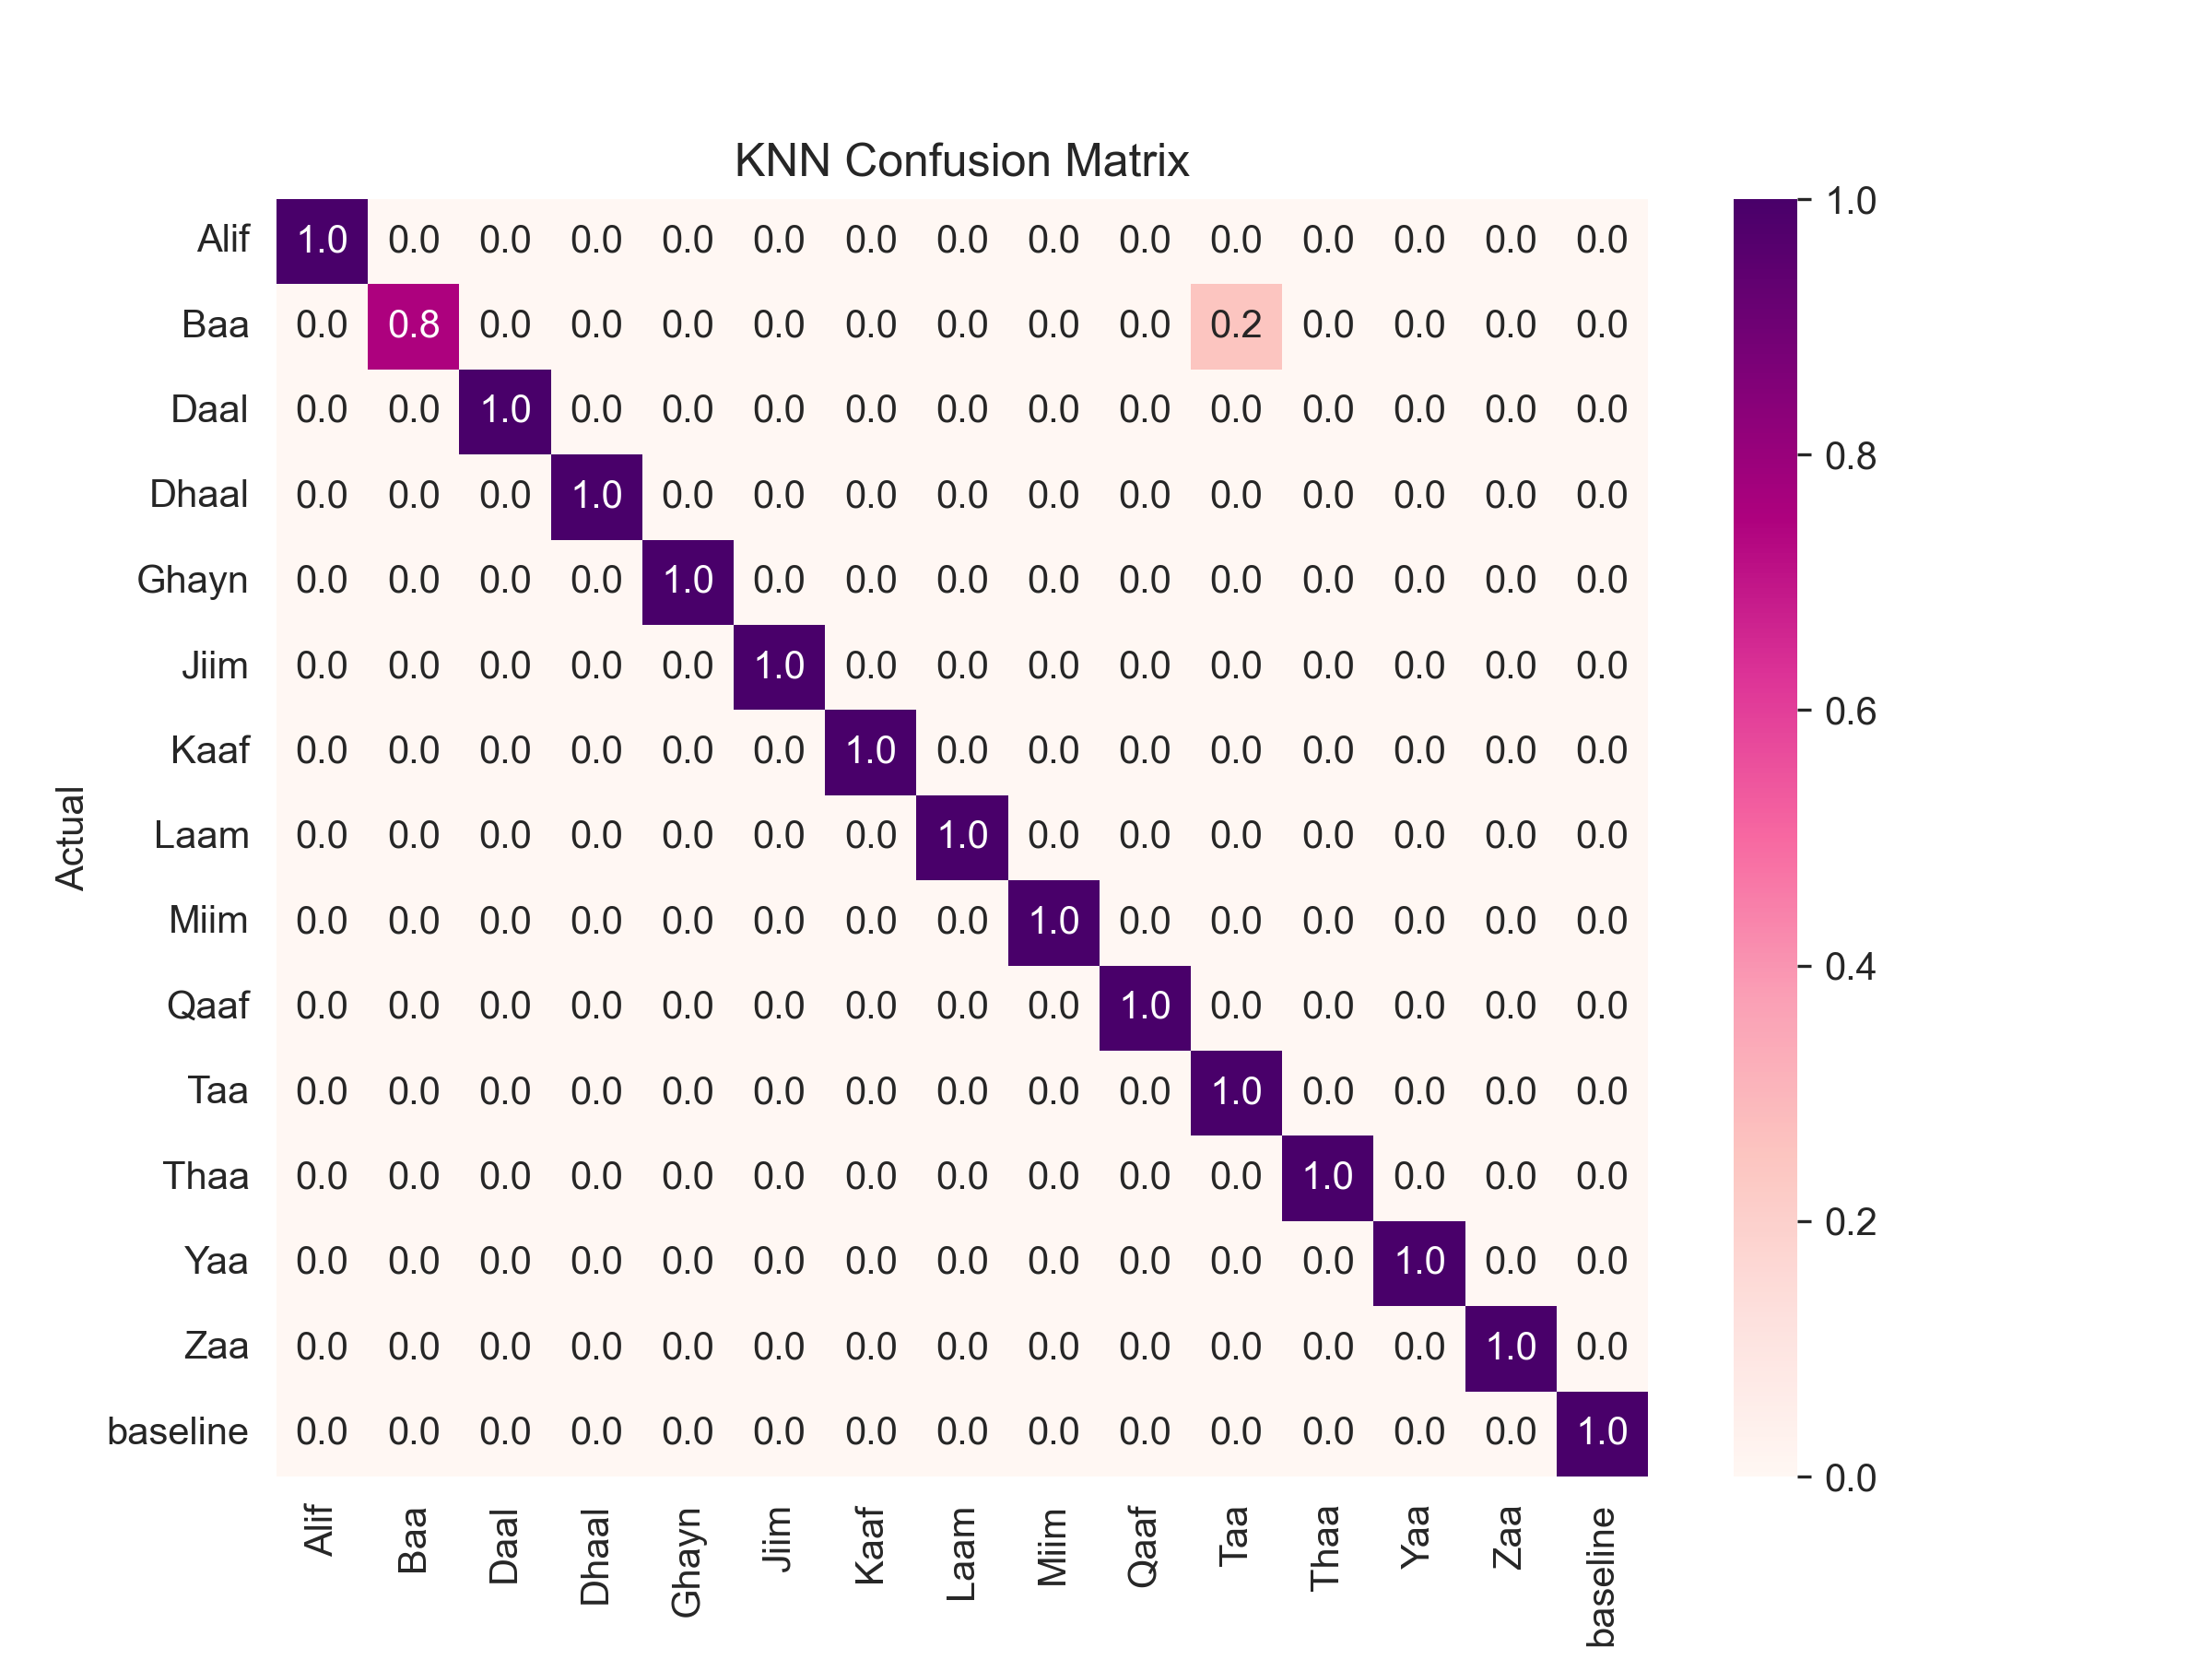 KNN Confusion Matrix
Alif 1.0 0.0 0.0 0.0 0.0 0.0 0.0 0.0 0.0 0.0 0.0 0.0 0.0 0.0 0.0
Baa 0.0 0.8 0.0 0.0 0.0 0.0 0.0 0.0 0.0 0.0 0.2 0.0 0.0 0.0 0.0
Daal 0.0 0.0 1.0 0.0 0.0 0.0 0.0 0.0 0.0 0.0 0.0 0.0 0.0 0.0 0.0
Dhaal 0.0 0.0 0.0 1.0 0.0 0.0 0.0 0.0 0.0 0.0 0.0 0.0 0.0 0.0 0.0
Ghayn 0.0 0.0 0.0 0.0 1.0 0.0 0.0 0.0 0.0 0.0 0.0 0.0 0.0 0.0 0.0
Jiim 0.0 0.0 0.0 0.0 0.0 1.0 0.0 0.0 0.0 0.0 0.0 0.0 0.0 0.0 0.0
Kaaf 0.0 0.0 0.0 0.0 0.0 0.0 1.0 0.0 0.0 0.0 0.0 0.0 0.0 0.0 0.0
Laam 0.0 0.0 0.0 0.0 0.0 0.0 0.0 1.0 0.0 0.0 0.0 0.0 0.0 0.0 0.0
Miim 0.0 0.0 0.0 0.0 0.0 0.0 0.0 0.0 1.0 0.0 0.0 0.0 0.0 0.0 0.0
Qaaf 0.0 0.0 0.0 0.0 0.0 0.0 0.0 0.0 0.0 1.0 0.0 0.0 0.0 0.0 0.0
Taa 0.0 0.0 0.0 0.0 0.0 0.0 0.0 0.0 0.0 0.0 1.0 0.0 0.0 0.0 0.0
Thaa 0.0 0.0 0.0 0.0 0.0 0.0 0.0 0.0 0.0 0.0 0.0 1.0 0.0 0.0 0.0
Yaa 0.0 0.0 0.0 0.0 0.0 0.0 0.0 0.0 0.0 0.0 0.0 0.0 1.0 0.0 0.0
Zaa 0.0 0.0 0.0 0.0 0.0 0.0 0.0 0.0 0.0 0.0 0.0 0.0 0.0 1.0 0.0
baseline 0.0 0.0 0.0 0.0 0.0 0.0 0.0 0.0 0.0 0.0 0.0 0.0 0.0 0.0 1.0
Alif Baa Daal Dhaal Ghayn Jiim Kaaf Laam Miim Qaaf Taa Thaa Yaa Zaa baseline
Actual
1.0
0.8
0.6
0.4
0.2
0.0